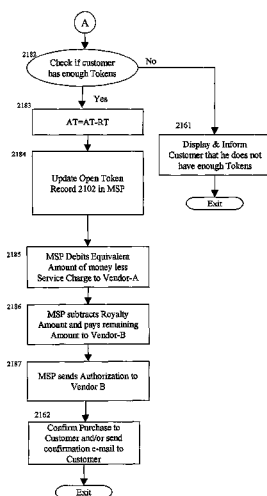 A
2182
Check if customer
has enough Tokens
No
Yes
2183
AT=AT-RT
2161
Display & Inform
Customer that he does not
have enough Tokens
Exit
2184
Update Open Token
Record 2102 in MSP
2185
MSP Debits Equivalent
Amount of money less
Service Charge to Vendor-A
2186
MSP subtracts Royalty
Amount and pays remaining
Amount to Vendor-B
2187
MSP sends Authorization to
Vendor B
2162
Confirm Purchase to
Customer and/or send
confirmation e-mail to
Customer
Exit